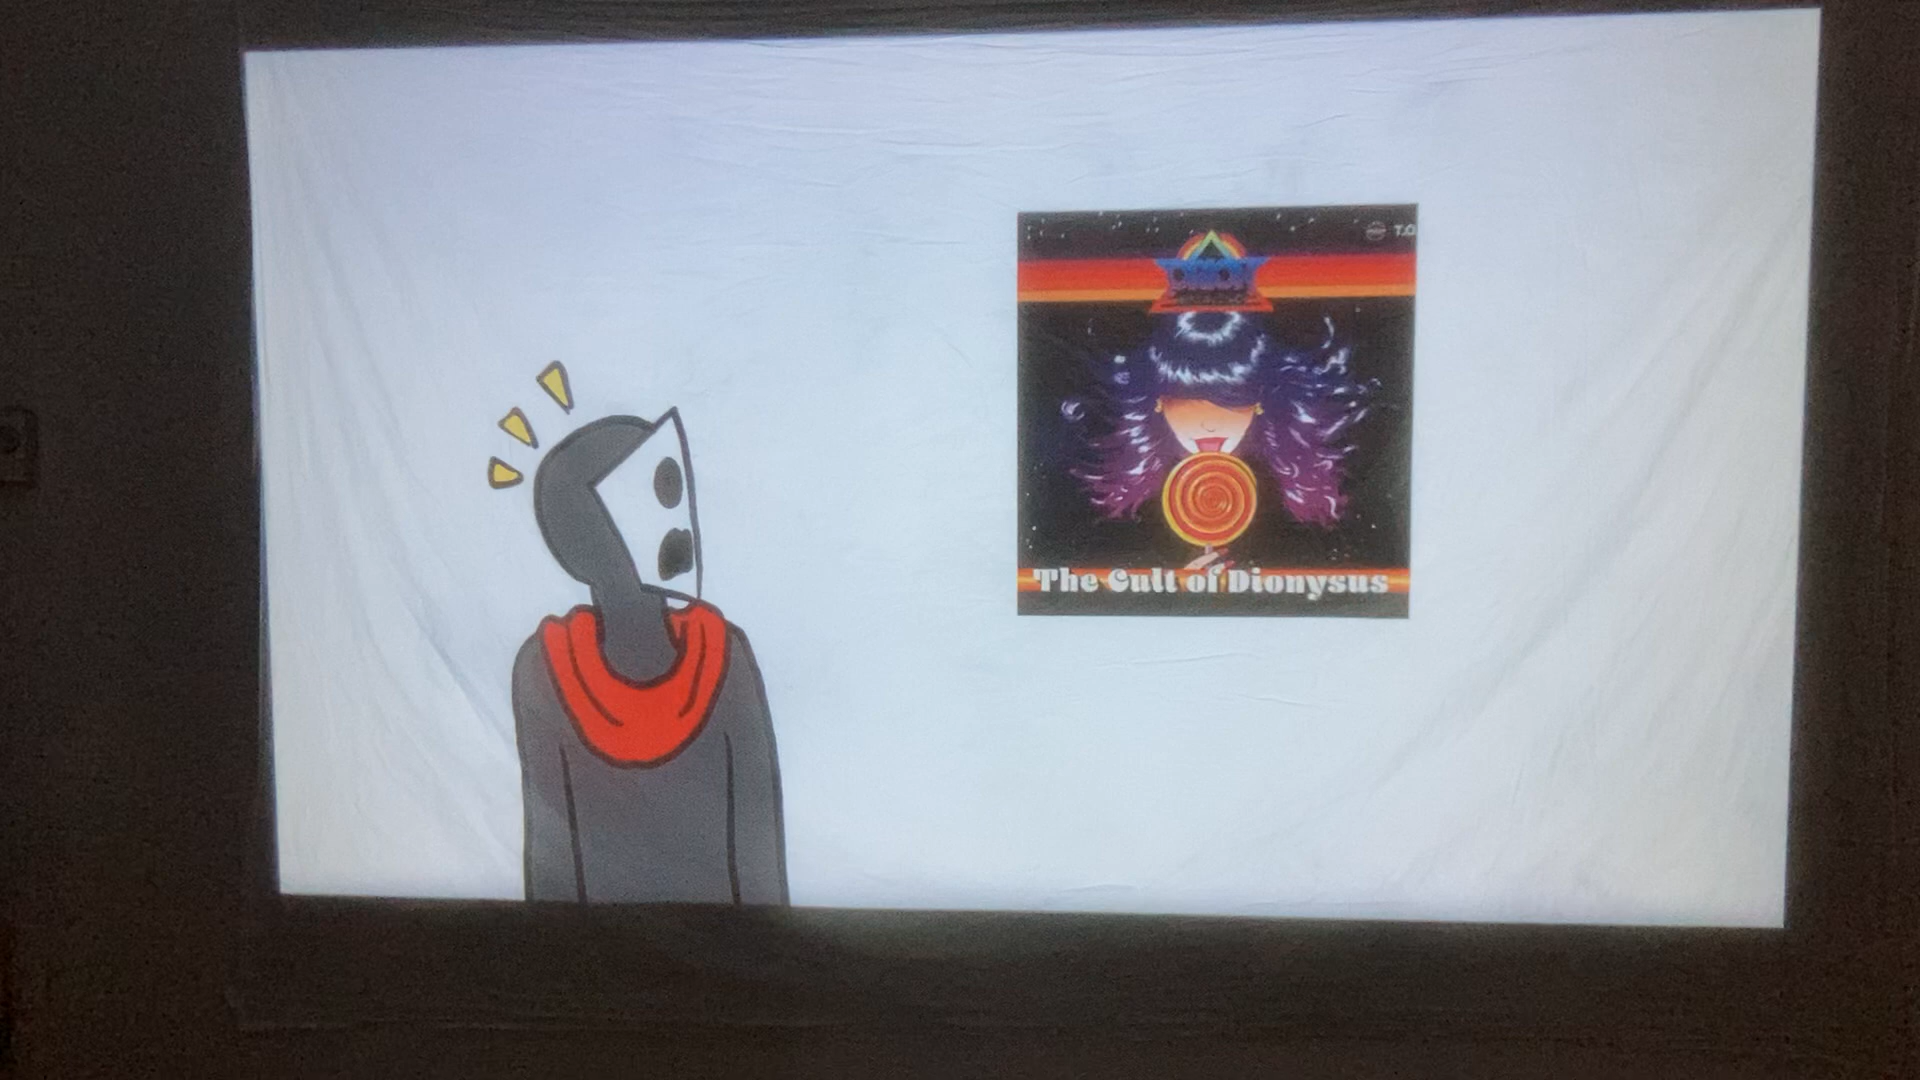 T.O
The Cult of Dionysus